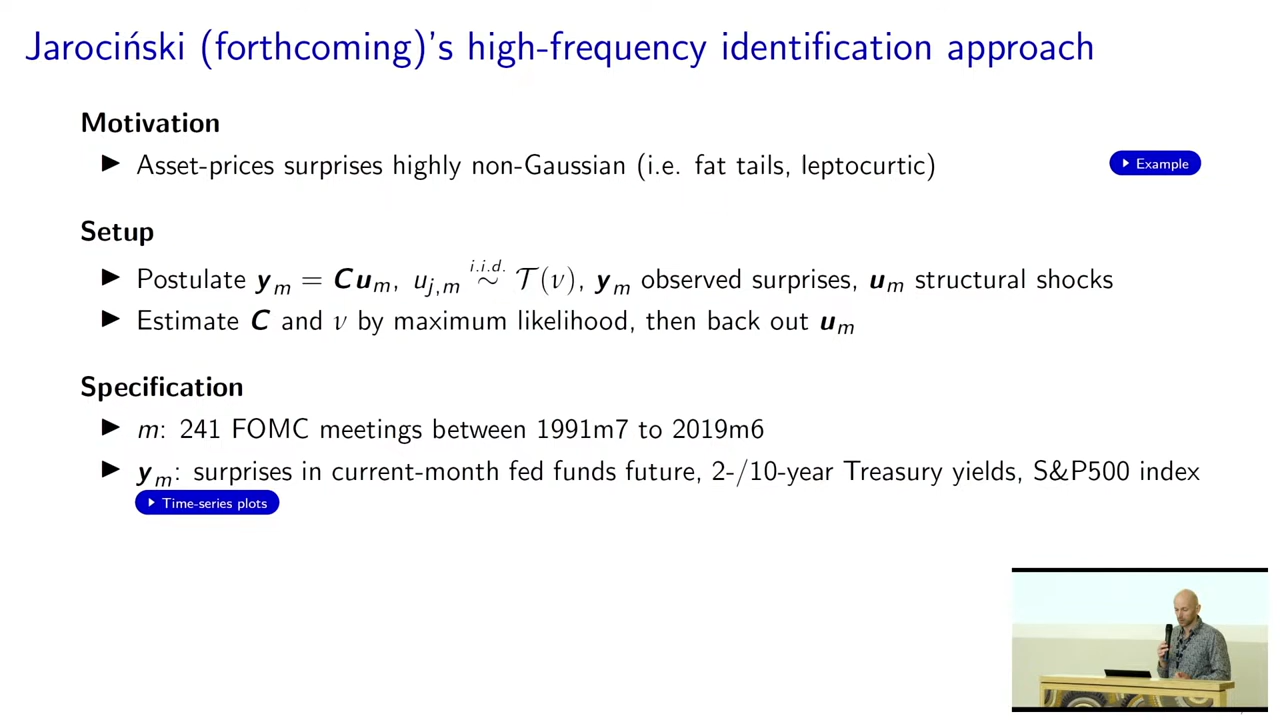 Jarociński (forthcoming)'s high-frequency identification approach
Motivation
▶ Asset-prices surprises highly non-Gaussian (i.e. fat tails, leptocurtic)
▶ Example
Setup
▶ Postulate y_m = Cu_m, u_{j,m} i.i.d. ∼ 𝒯(ν), y_m observed surprises, u_m structural shocks
▶ Estimate C and ν by maximum likelihood, then back out u_m
Specification
▶ m: 241 FOMC meetings between 1991m7 to 2019m6
▶ y_m: surprises in current-month fed funds future, 2-/10-year Treasury yields, S&P500 index
▶ Time-series plots